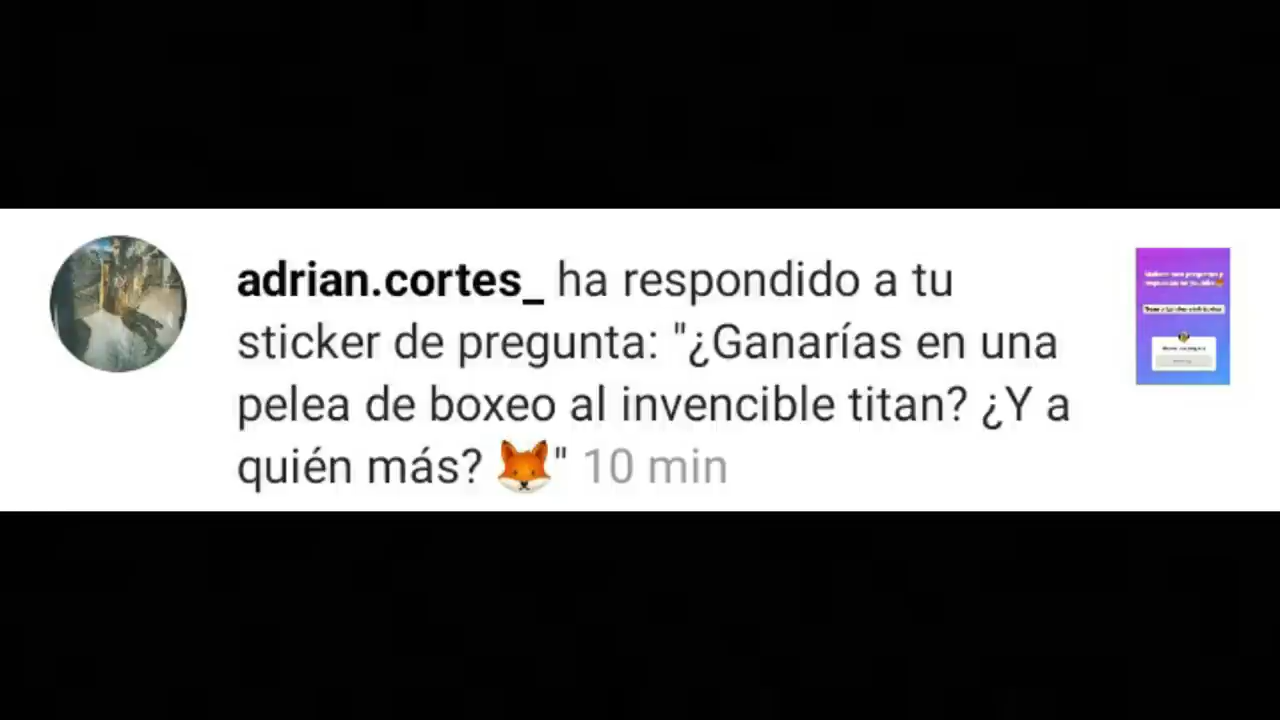 adrian.cortes_ ha respondido a tu
sticker de pregunta: "¿Ganarías en una
pelea de boxeo al invencible titan? ¿Y a
quién más? 🦊" 10 min